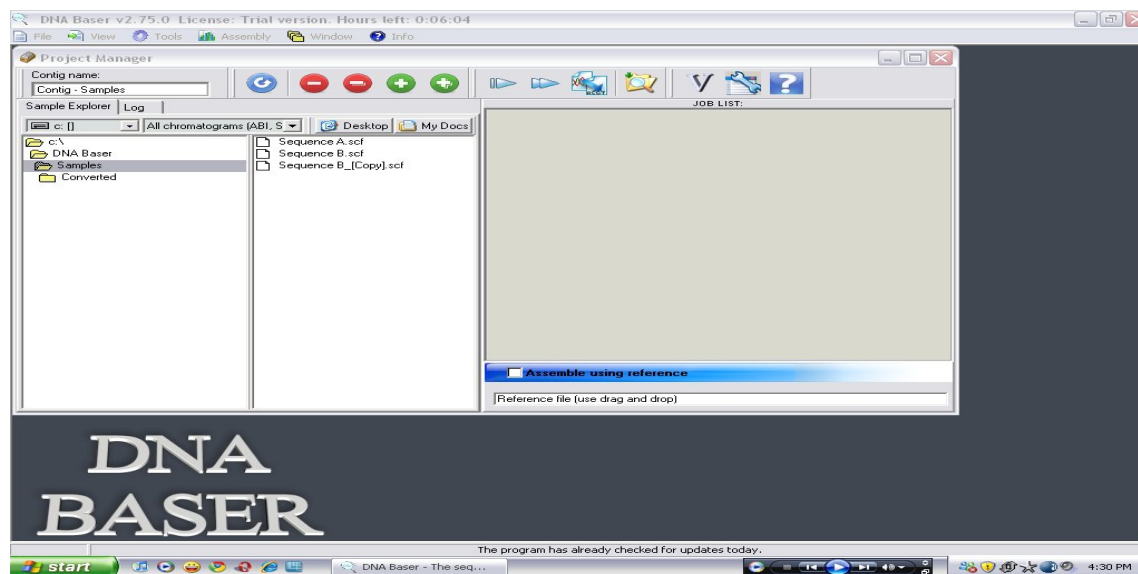 DNA Baser v2.75.0 License: Trial version. Hours left: 0:06:04
File View Tools Assembly Window Info
Project Manager
Contig name:
Contig - Samples
Sample Explorer Log
JOB LIST:
c: [] All chromatograms (ABI, S Desktop My Docs
c:\
DNA Baser
Samples
Converted
Sequence A.scf
Sequence B.scf
Sequence B_[Copy].scf
Assemble using reference
Reference file (use drag and drop)
DNA
BASER
The program has already checked for updates today.
start DNA Baser - The seq... 4:30 PM